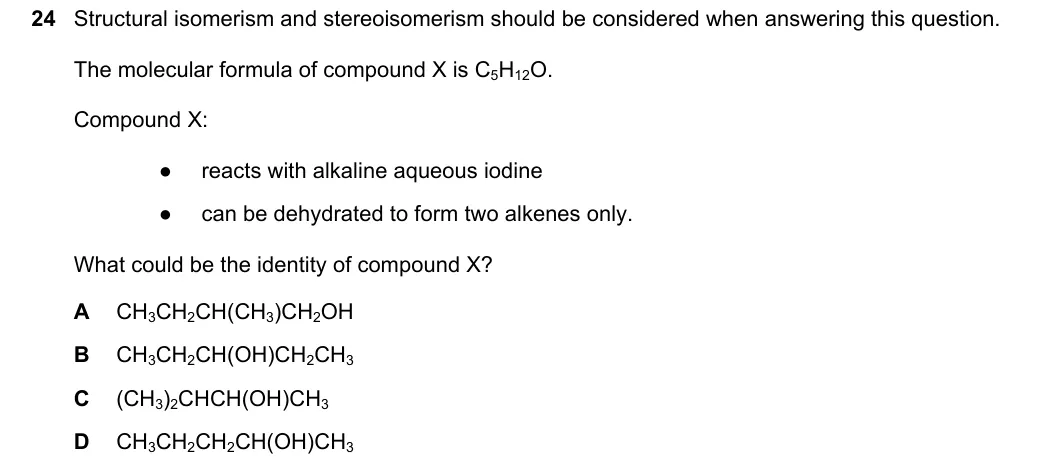 24 Structural isomerism and stereoisomerism should be considered when answering this question.
The molecular formula of compound X is C₅H₁₂O.
Compound X:
● reacts with alkaline aqueous iodine
● can be dehydrated to form two alkenes only.
What could be the identity of compound X?
A CH₃CH₂CH(CH₃)CH₂OH
B CH₃CH₂CH(OH)CH₂CH₃
C (CH₃)₂CHCH(OH)CH₃
D CH₃CH₂CH₂CH(OH)CH₃